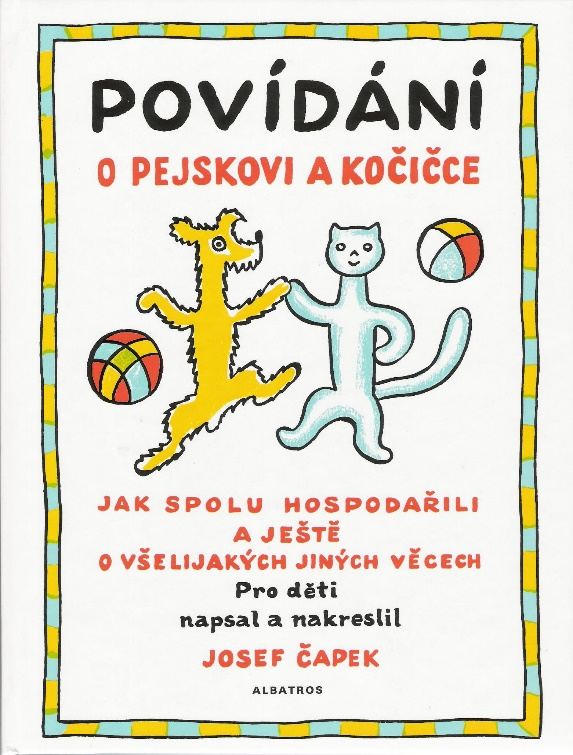 POVÍDÁNÍ
O PEJSKOVI A KOČIČCE
JAK SPOLU HOSPODAŘILI
A JEŠTĚ
O VŠELIJAKÝCH JINÝCH VĚCECH
Pro děti
napsal a nakreslil
JOSEF ČAPEK
ALBATROS